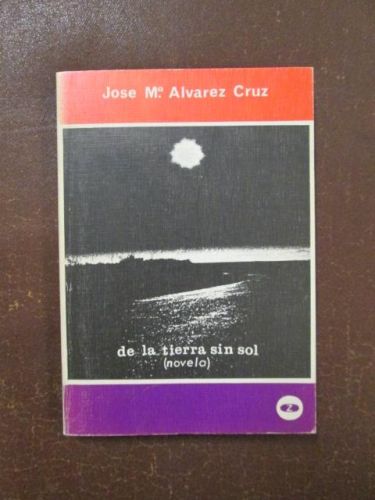 Jose Mª Alvarez Cruz
de la tierra sin sol
(novela)
Z